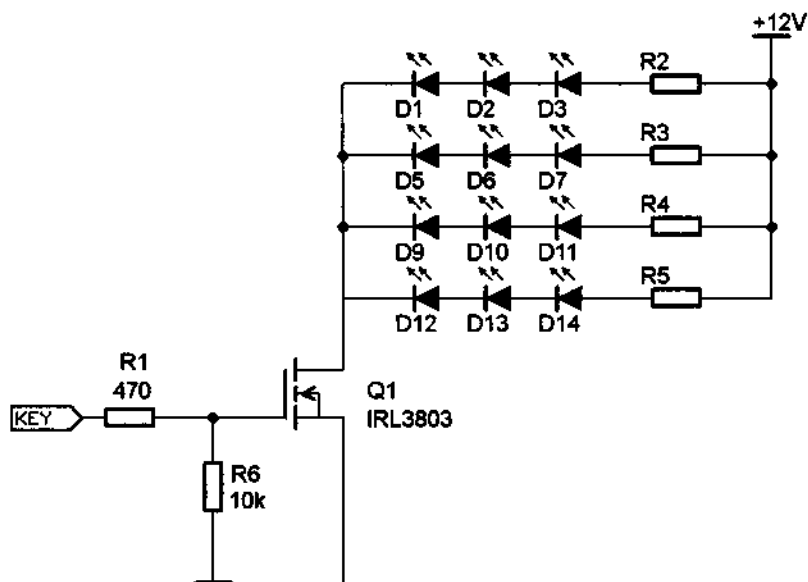 +12V
R2
D1 D2 D3
R3
D5 D6 D7
R4
D9 D10 D11
R5
D12 D13 D14
R1
470
Q1
IRL3803
KEY
R6
10k